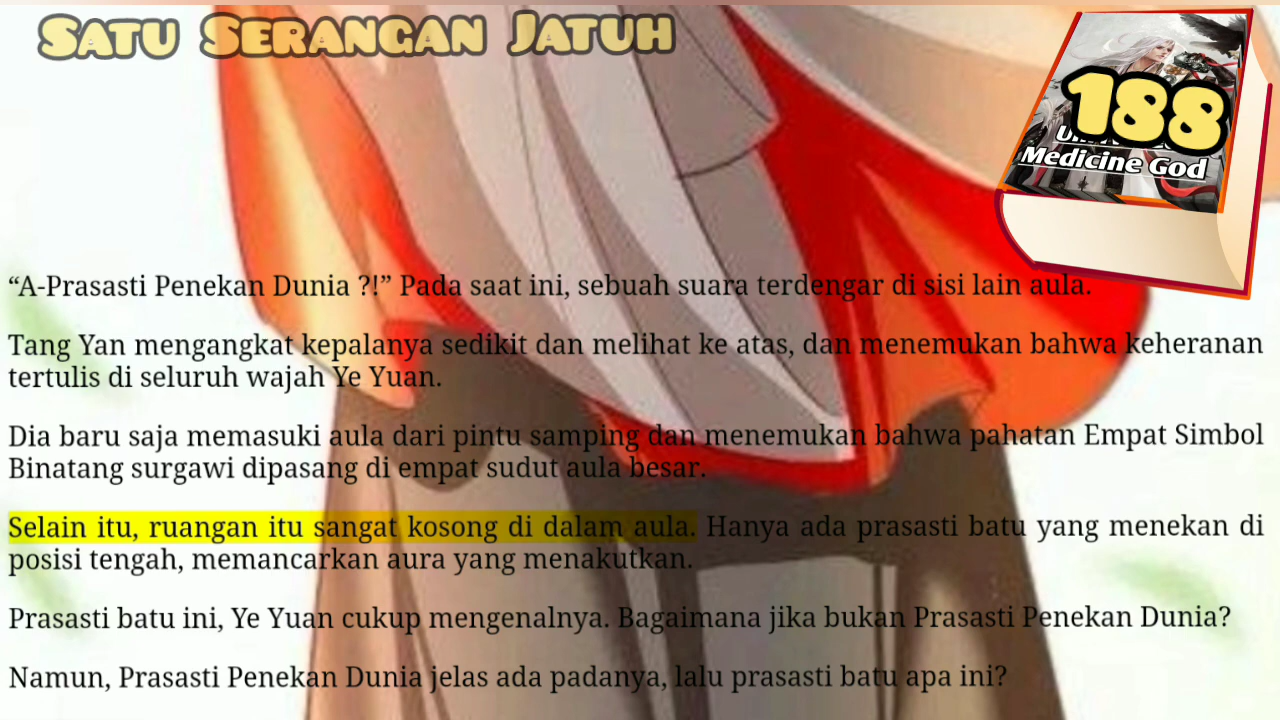 Satu Serangan Jatuh
188
Medicine God
“A-Prasasti Penekan Dunia ?!” Pada saat ini, sebuah suara terdengar di sisi lain aula.
Tang Yan mengangkat kepalanya sedikit dan melihat ke atas, dan menemukan bahwa keheranan
tertulis di seluruh wajah Ye Yuan.
Dia baru saja memasuki aula dari pintu samping dan menemukan bahwa pahatan Empat Simbol
Binatang surgawi dipasang di empat sudut aula besar.
Selain itu, ruangan itu sangat kosong di dalam aula. Hanya ada prasasti batu yang menekan di
posisi tengah, memancarkan aura yang menakutkan.
Prasasti batu ini, Ye Yuan cukup mengenalnya. Bagaimana jika bukan Prasasti Penekan Dunia?
Namun, Prasasti Penekan Dunia jelas ada padanya, lalu prasasti batu apa ini?